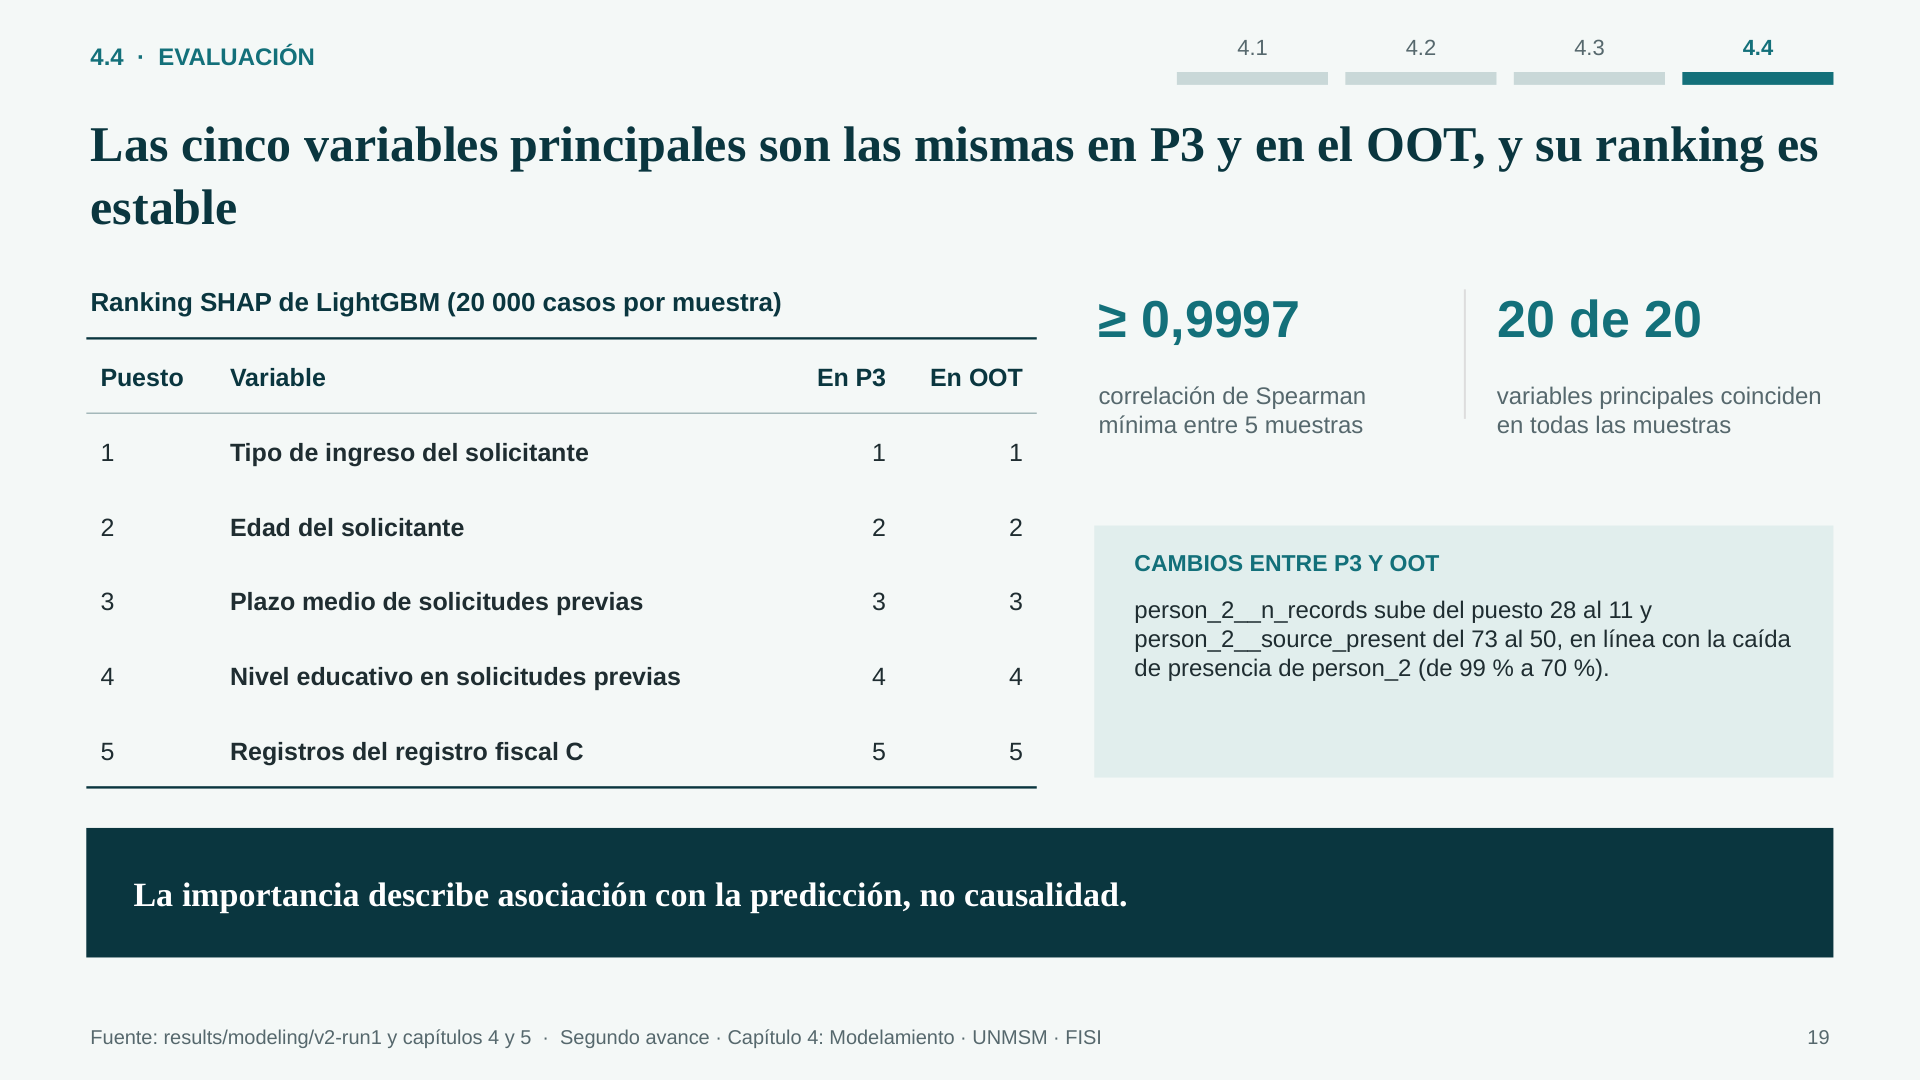 4.4 · EVALUACIÓN
4.1 4.2 4.3 4.4
Las cinco variables principales son las mismas en P3 y en el OOT, y su ranking es
estable
Ranking SHAP de LightGBM (20 000 casos por muestra)
Puesto Variable En P3 En OOT
1 Tipo de ingreso del solicitante 1 1
2 Edad del solicitante 2 2
3 Plazo medio de solicitudes previas 3 3
4 Nivel educativo en solicitudes previas 4 4
5 Registros del registro fiscal C 5 5
≥ 0,9997
correlación de Spearman
mínima entre 5 muestras
20 de 20
variables principales coinciden
en todas las muestras
CAMBIOS ENTRE P3 Y OOT
person_2__n_records sube del puesto 28 al 11 y
person_2__source_present del 73 al 50, en línea con la caída
de presencia de person_2 (de 99 % a 70 %).
La importancia describe asociación con la predicción, no causalidad.
Fuente: results/modeling/v2-run1 y capítulos 4 y 5 · Segundo avance · Capítulo 4: Modelamiento · UNMSM · FISI
19